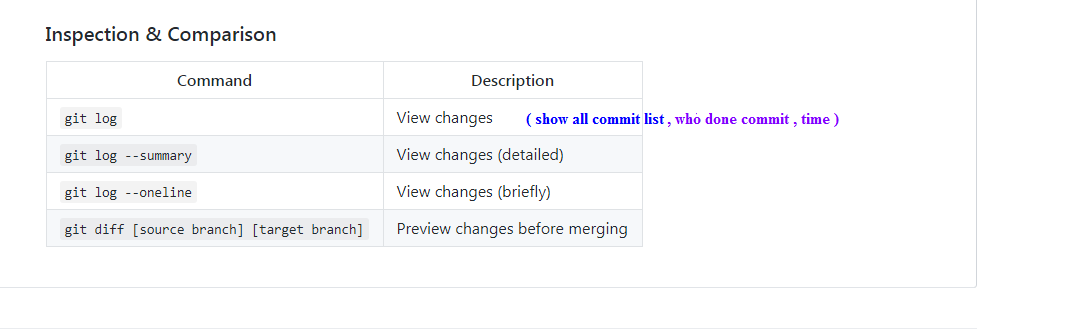 Inspection & Comparison
Command Description
git log View changes ( show all commit list , who done commit , time )
git log --summary View changes (detailed)
git log --oneline View changes (briefly)
git diff [source branch] [target branch] Preview changes before merging